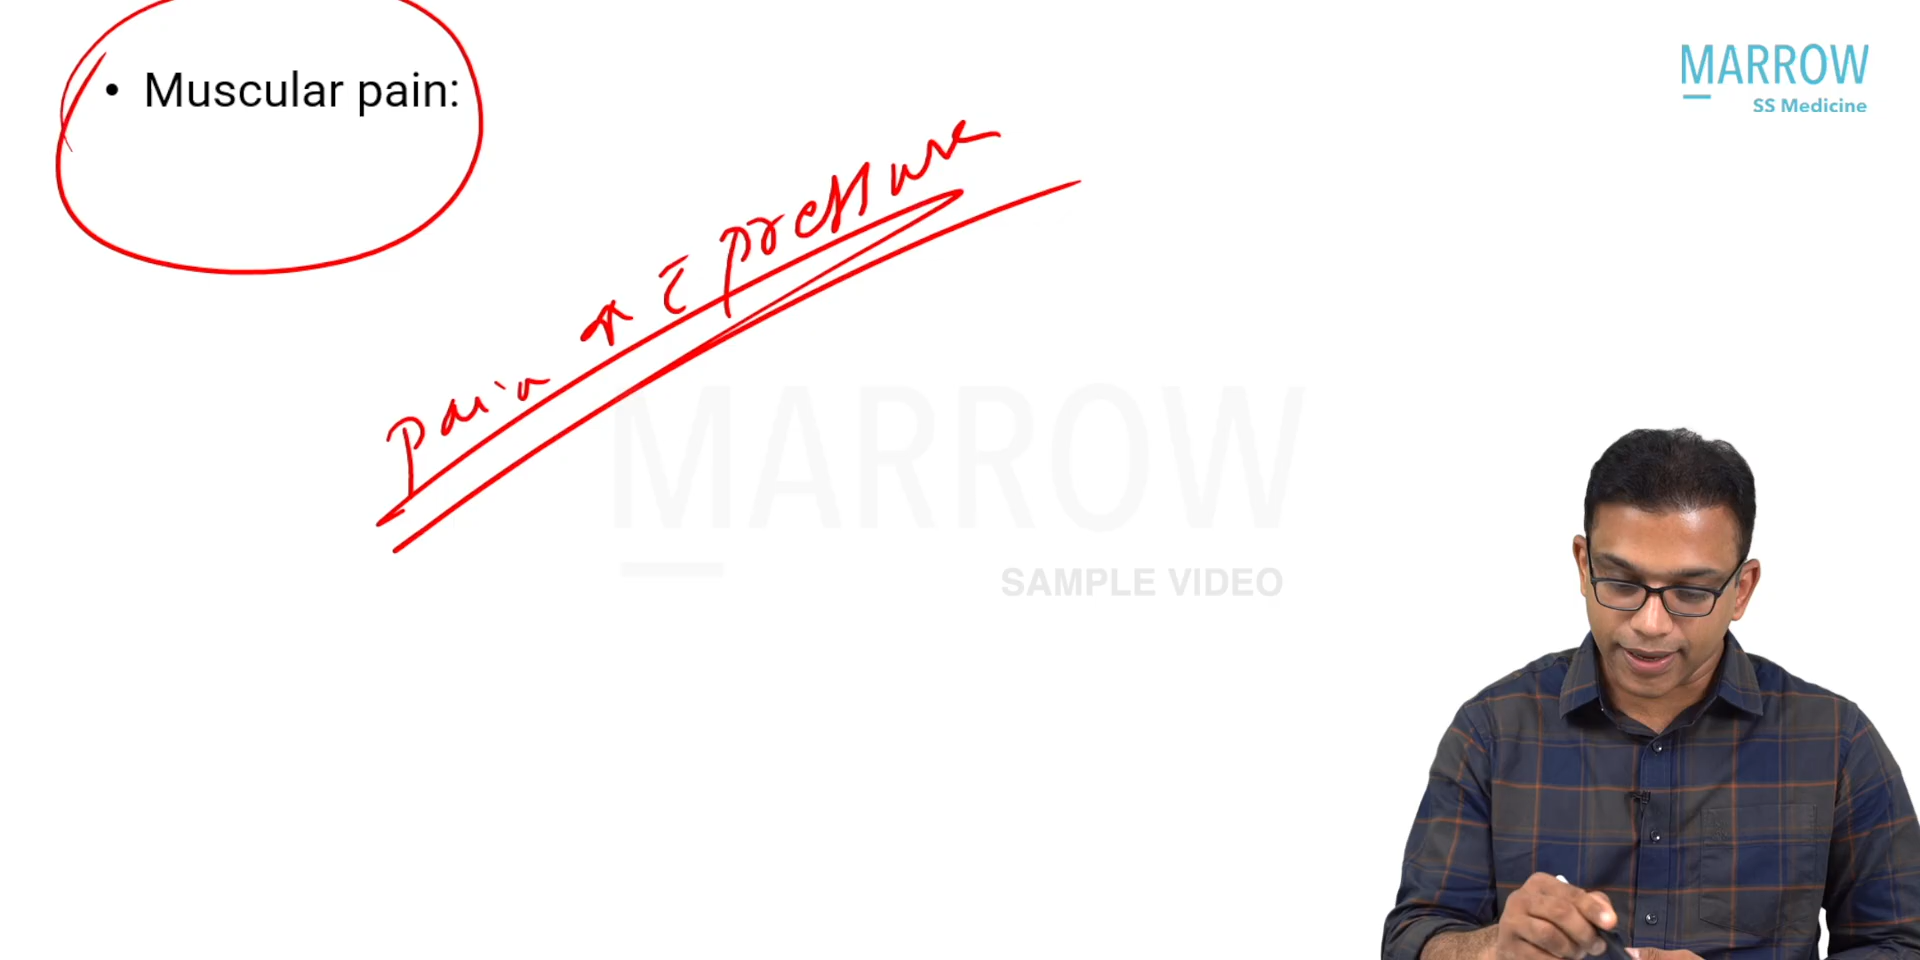 • Muscular pain:
MARROW
SS Medicine
pain ↑ c̄ pressure
MARROW
SAMPLE VIDEO